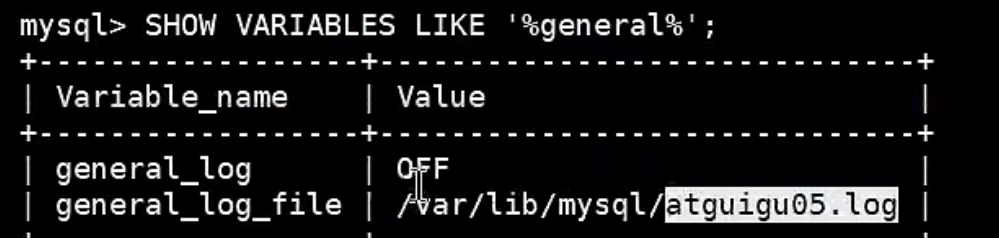 mysql> SHOW VARIABLES LIKE '%general%';
+------------------+------------------------------+
| Variable_name    | Value                        |
+------------------+------------------------------+
| general_log      | OFF                          |
| general_log_file | /var/lib/mysql/atguigu05.log |